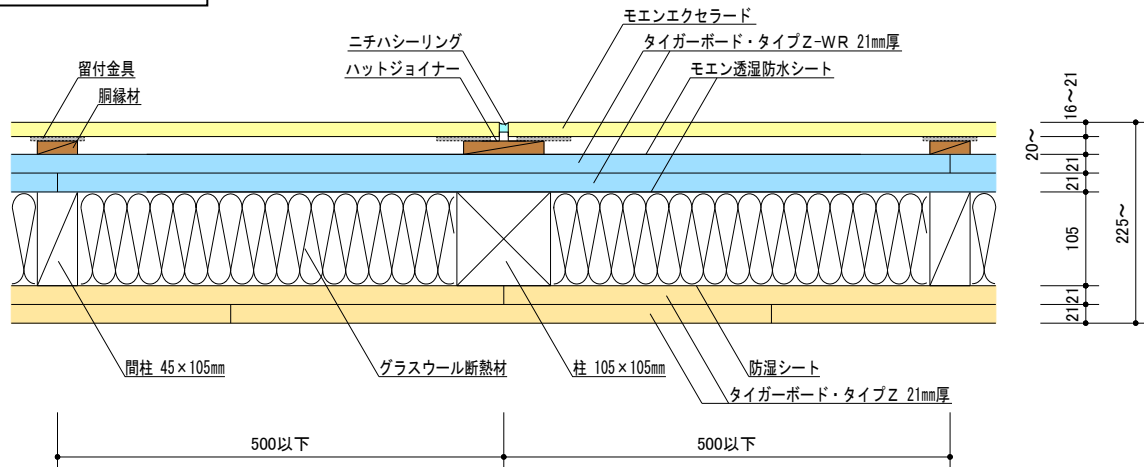 モエンエクセラード
ニチハシーリング
タイガーボード・タイプZ-WR 21mm厚
留付金具
ハットジョイナー
モエン透湿防水シート
胴縁材
16～21
20～
21
21
105
225～
21
21
間柱 45×105mm
グラスウール断熱材
柱 105×105mm
防湿シート
タイガーボード・タイプZ 21mm厚
500以下
500以下